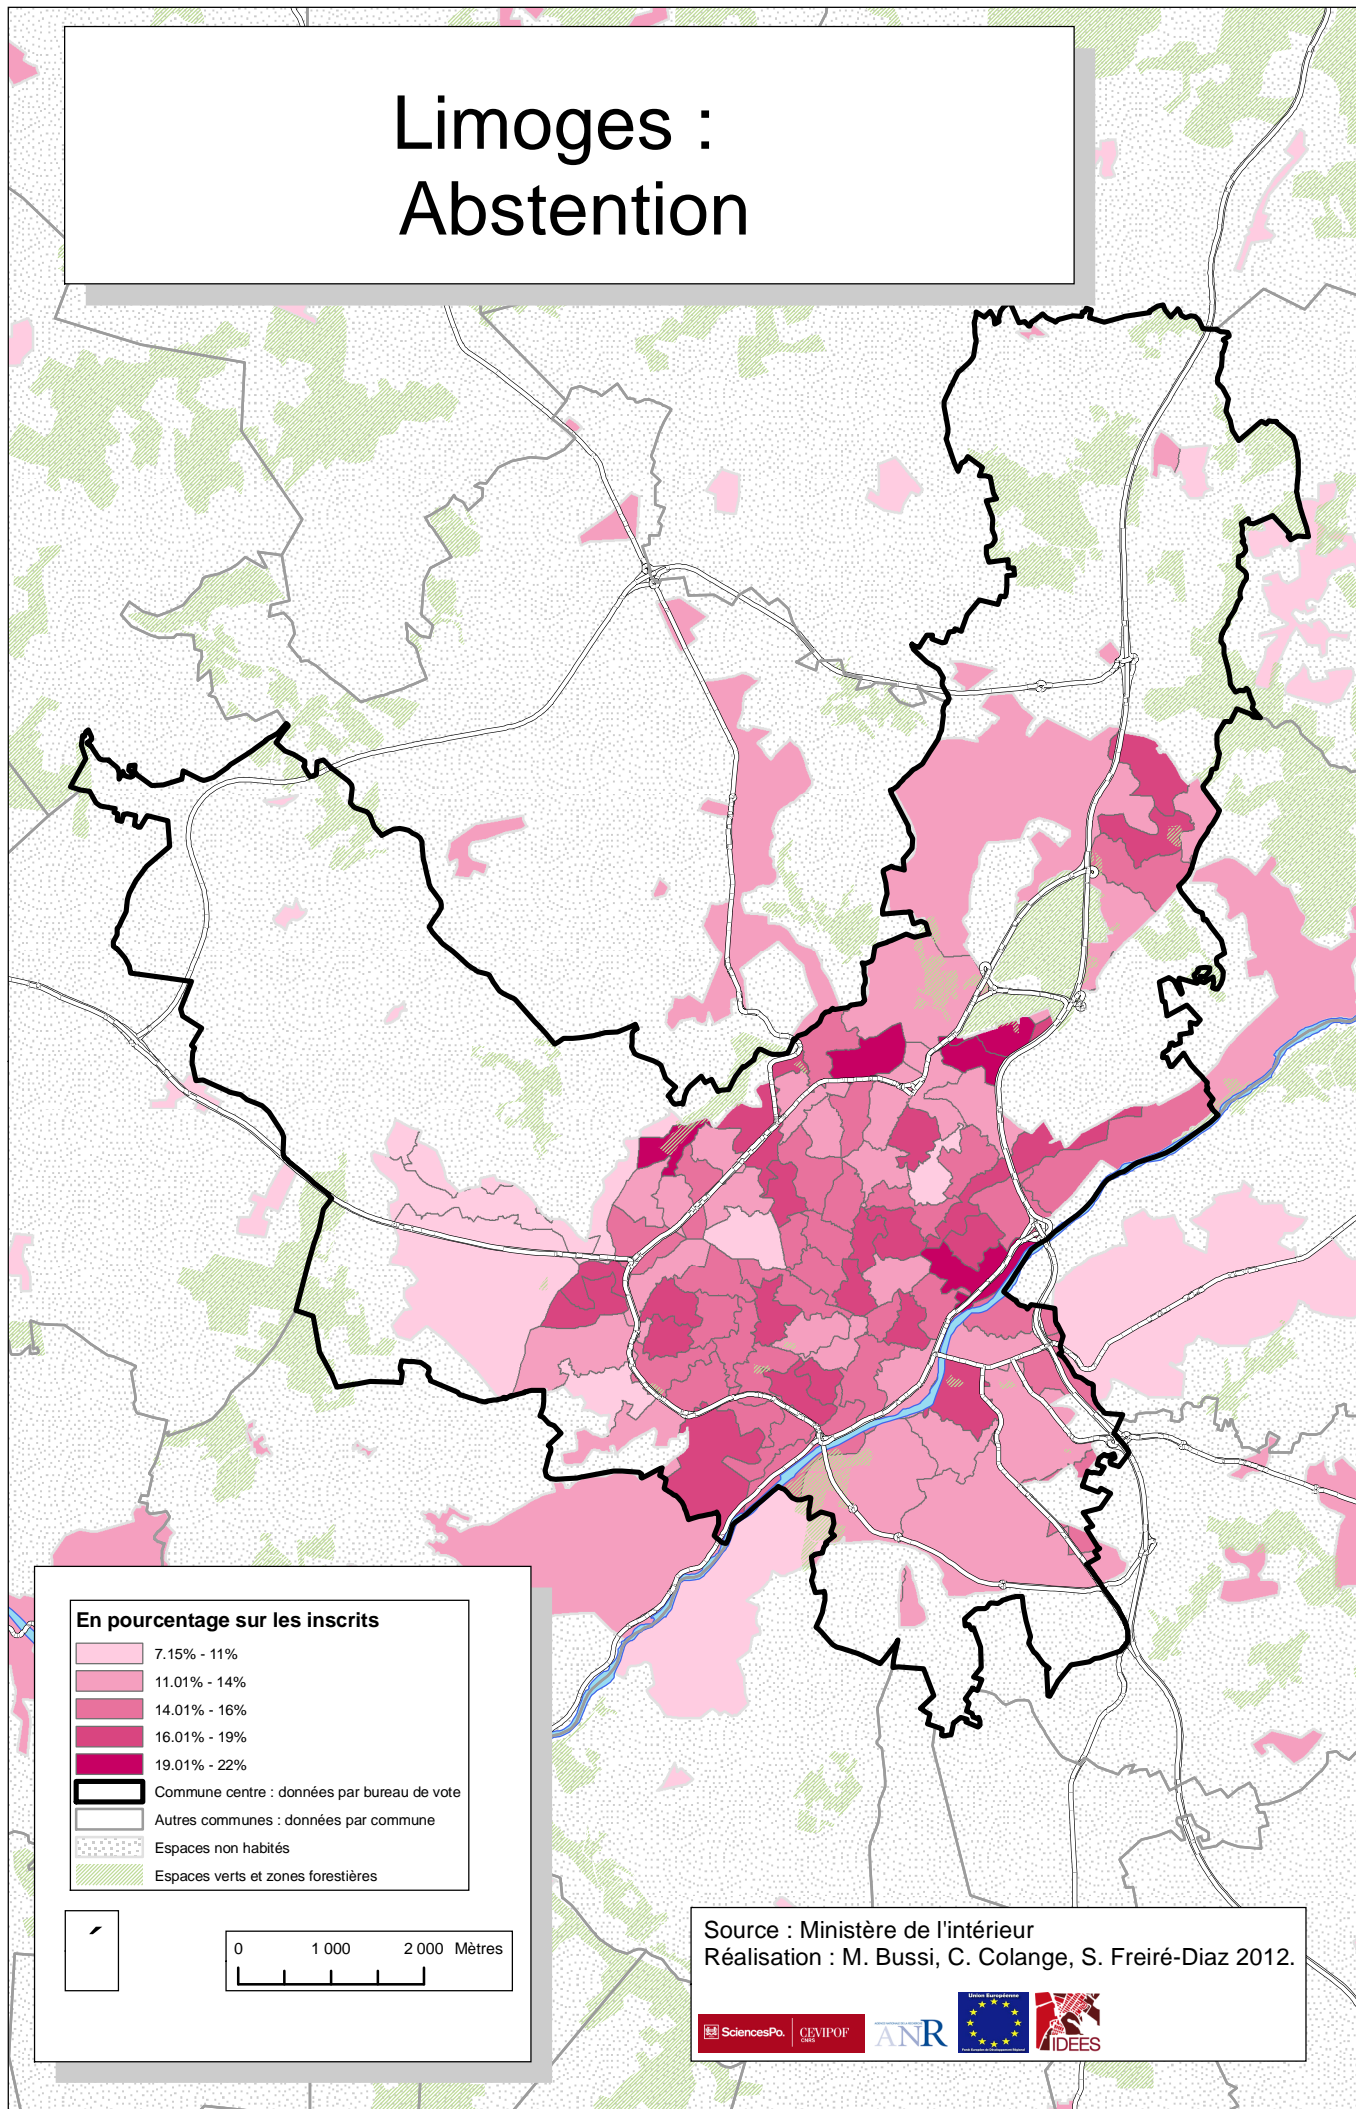 Limoges :
Abstention
En pourcentage sur les inscrits
7.15% - 11%
11.01% - 14%
14.01% - 16%
16.01% - 19%
19.01% - 22%
Commune centre : données par bureau de vote
Autres communes : données par commune
Espaces non habités
Espaces verts et zones forestières
0 1 000 2 000 Mètres
Source : Ministère de l'intérieur
Réalisation : M. Bussi, C. Colange, S. Freiré-Diaz 2012.
SciencesPo.
CEVIPOF
CNRS
ANR
Union Européenne
IDEES